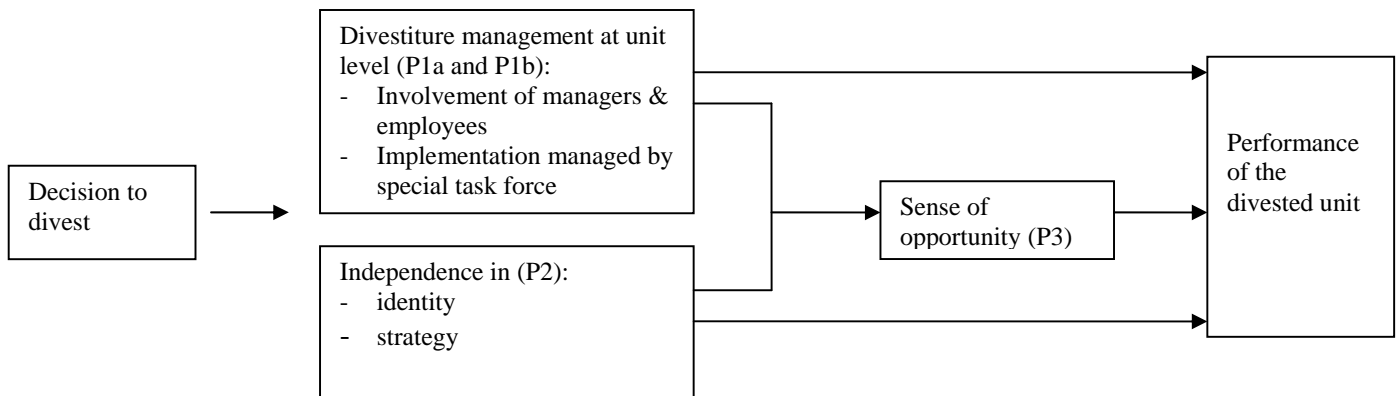 Decision to
divest
Divestiture management at unit
level (P1a and P1b):
- Involvement of managers &
employees
- Implementation managed by
special task force
Independence in (P2):
- identity
- strategy
Sense of
opportunity (P3)
Performance
of the
divested unit